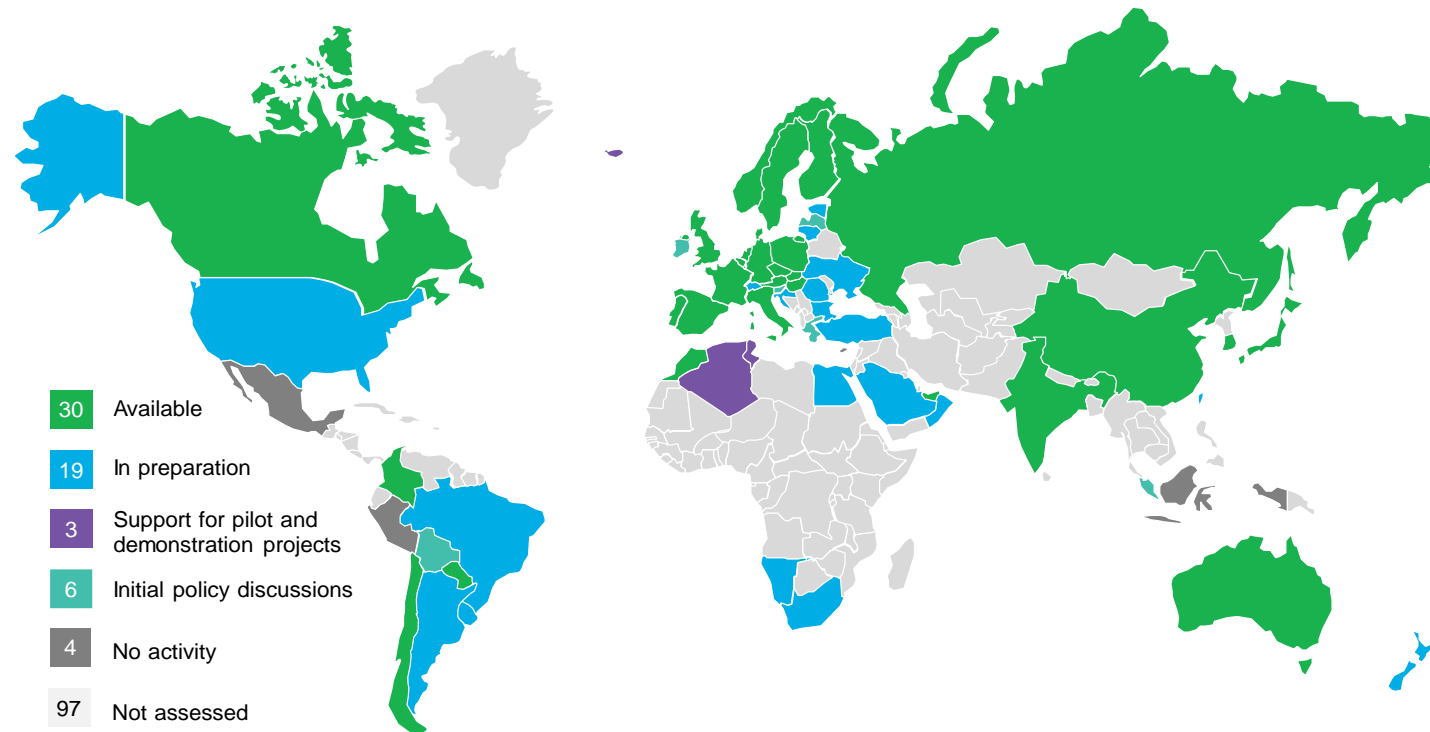 30 Available
19 In preparation
3 Support for pilot and
demonstration projects
6 Initial policy discussions
4 No activity
97 Not assessed